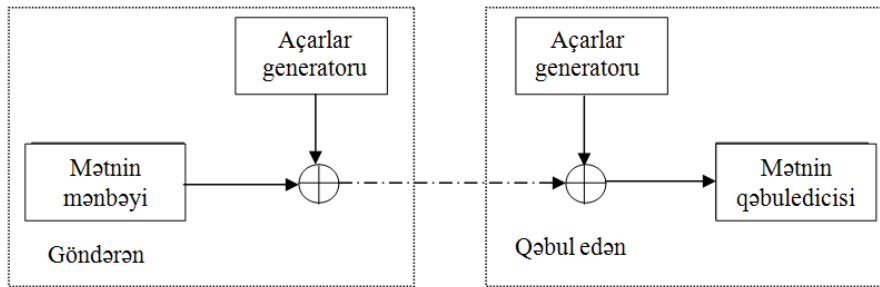 Açarlar
generatoru
Mətnin
mənbəyi
Göndərən
Açarlar
generatoru
Mətnin
qəbuledicisi
Qəbul edən